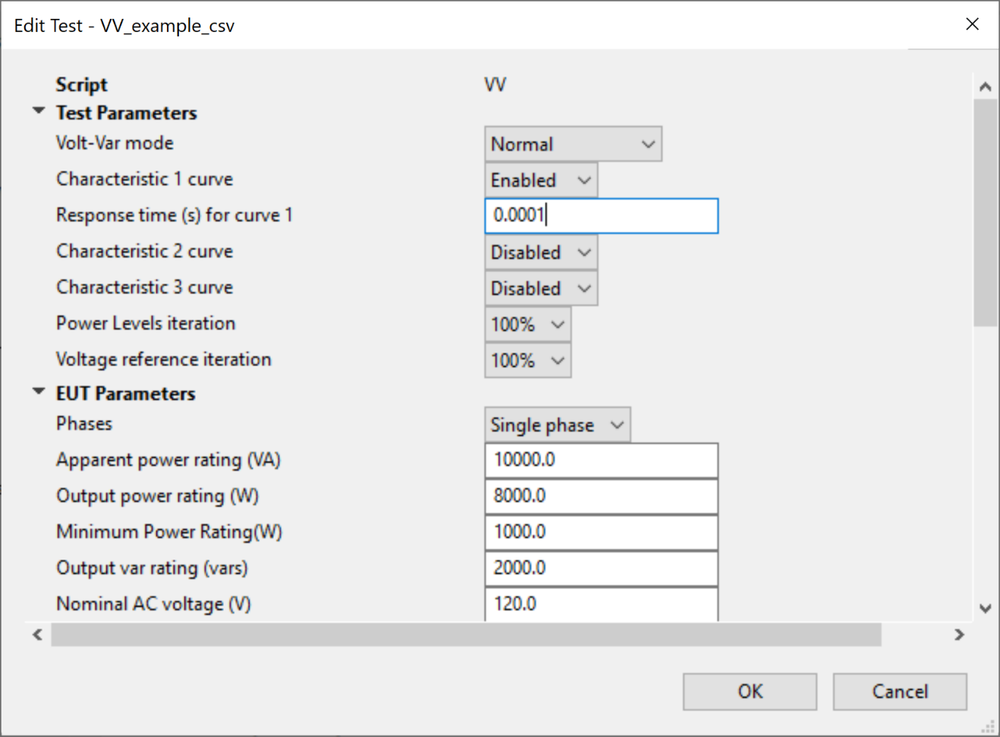 Edit Test - VV_example_csv
Script VV
Test Parameters
Volt-Var mode Normal
Characteristic 1 curve Enabled
Response time (s) for curve 1 0.0001
Characteristic 2 curve Disabled
Characteristic 3 curve Disabled
Power Levels iteration 100%
Voltage reference iteration 100%
EUT Parameters
Phases Single phase
Apparent power rating (VA) 10000.0
Output power rating (W) 8000.0
Minimum Power Rating(W) 1000.0
Output var rating (vars) 2000.0
Nominal AC voltage (V) 120.0
OK Cancel